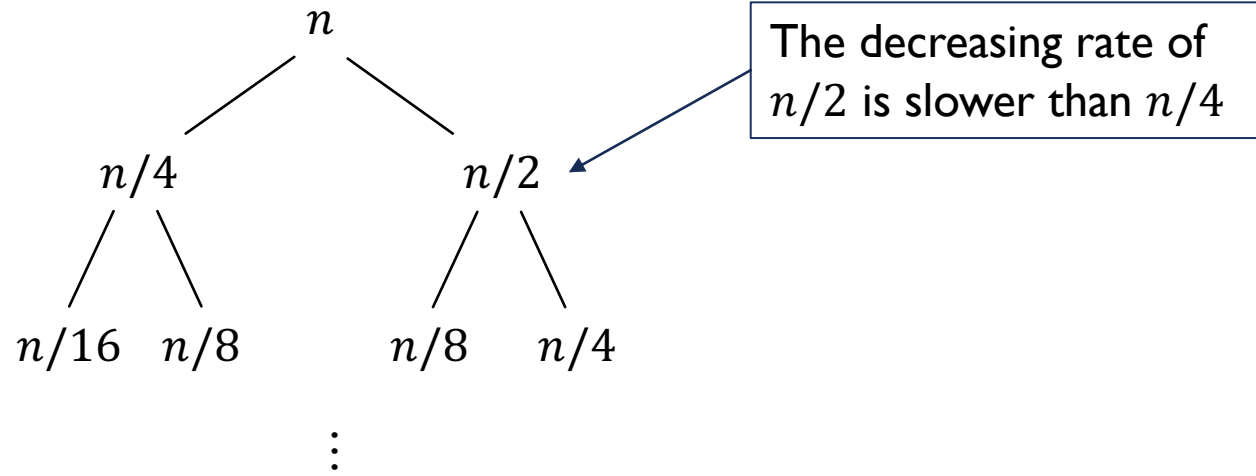 n
The decreasing rate of
n/2 is slower than n/4
n/4
n/2
n/16
n/8
n/8
n/4
⋮